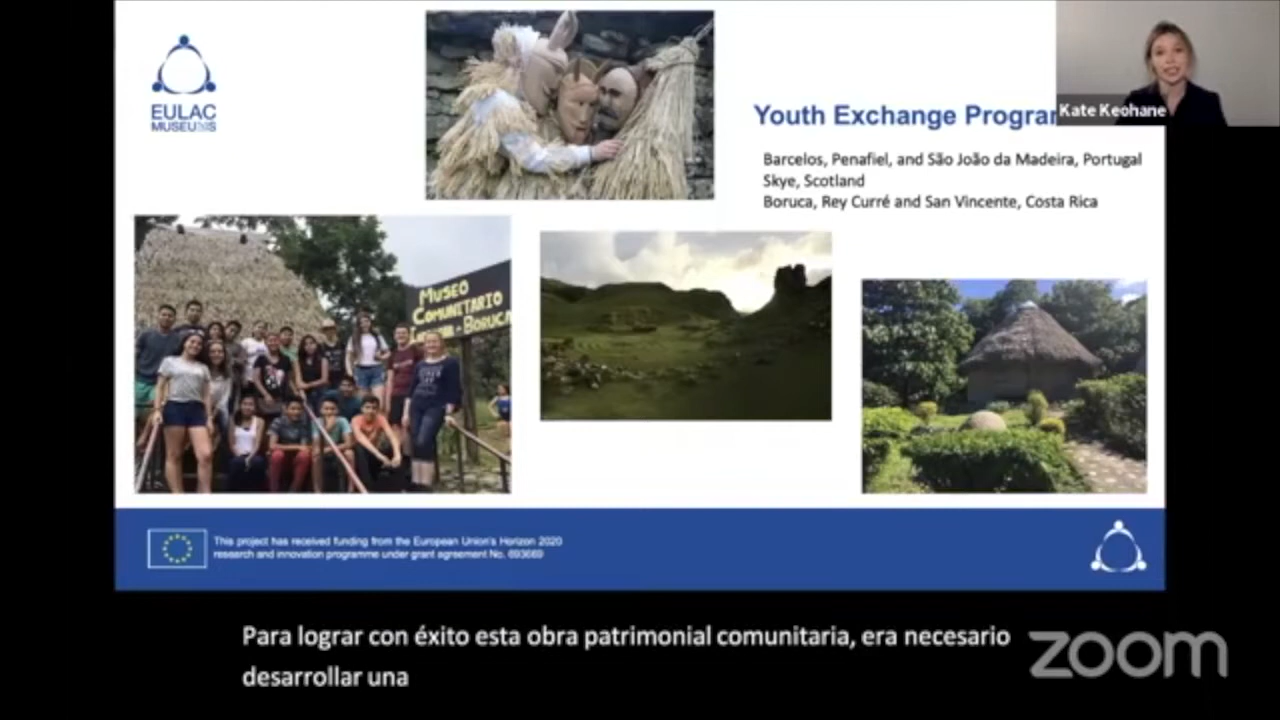 EULAC
MUSEUMS
Youth Exchange
Kate Keohane
Barcelos, Penafiel, and São João da Madeira, Portugal
Skye, Scotland
Boruca, Rey Curré and San Vincente, Costa Rica
MUSEO
COMUNITARIO
BORUCA
This project has received funding from the European Union's Horizon 2020
research and innovation programme under grant agreement No. 693669
Para lograr con éxito esta obra patrimonial comunitaria, era necesario
desarrollar una
zoom